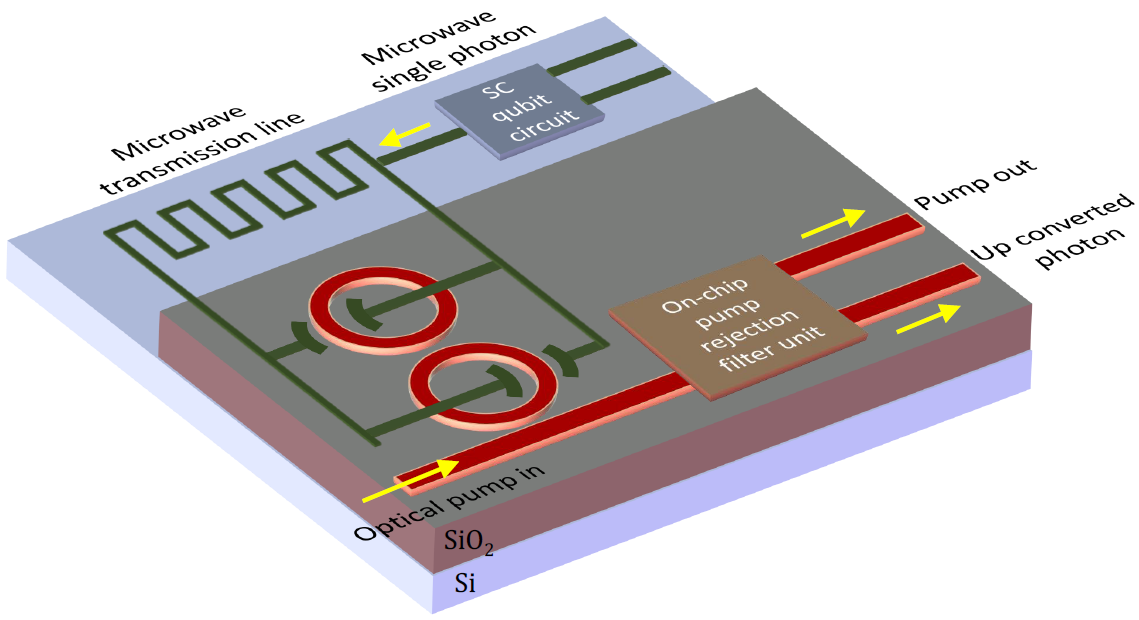 Microwave
single photon
SC
qubit
circuit
Microwave
transmission line
Pump out
Up converted
photon
On-chip
pump
rejection
filter unit
Optical pump in
SiO₂
Si